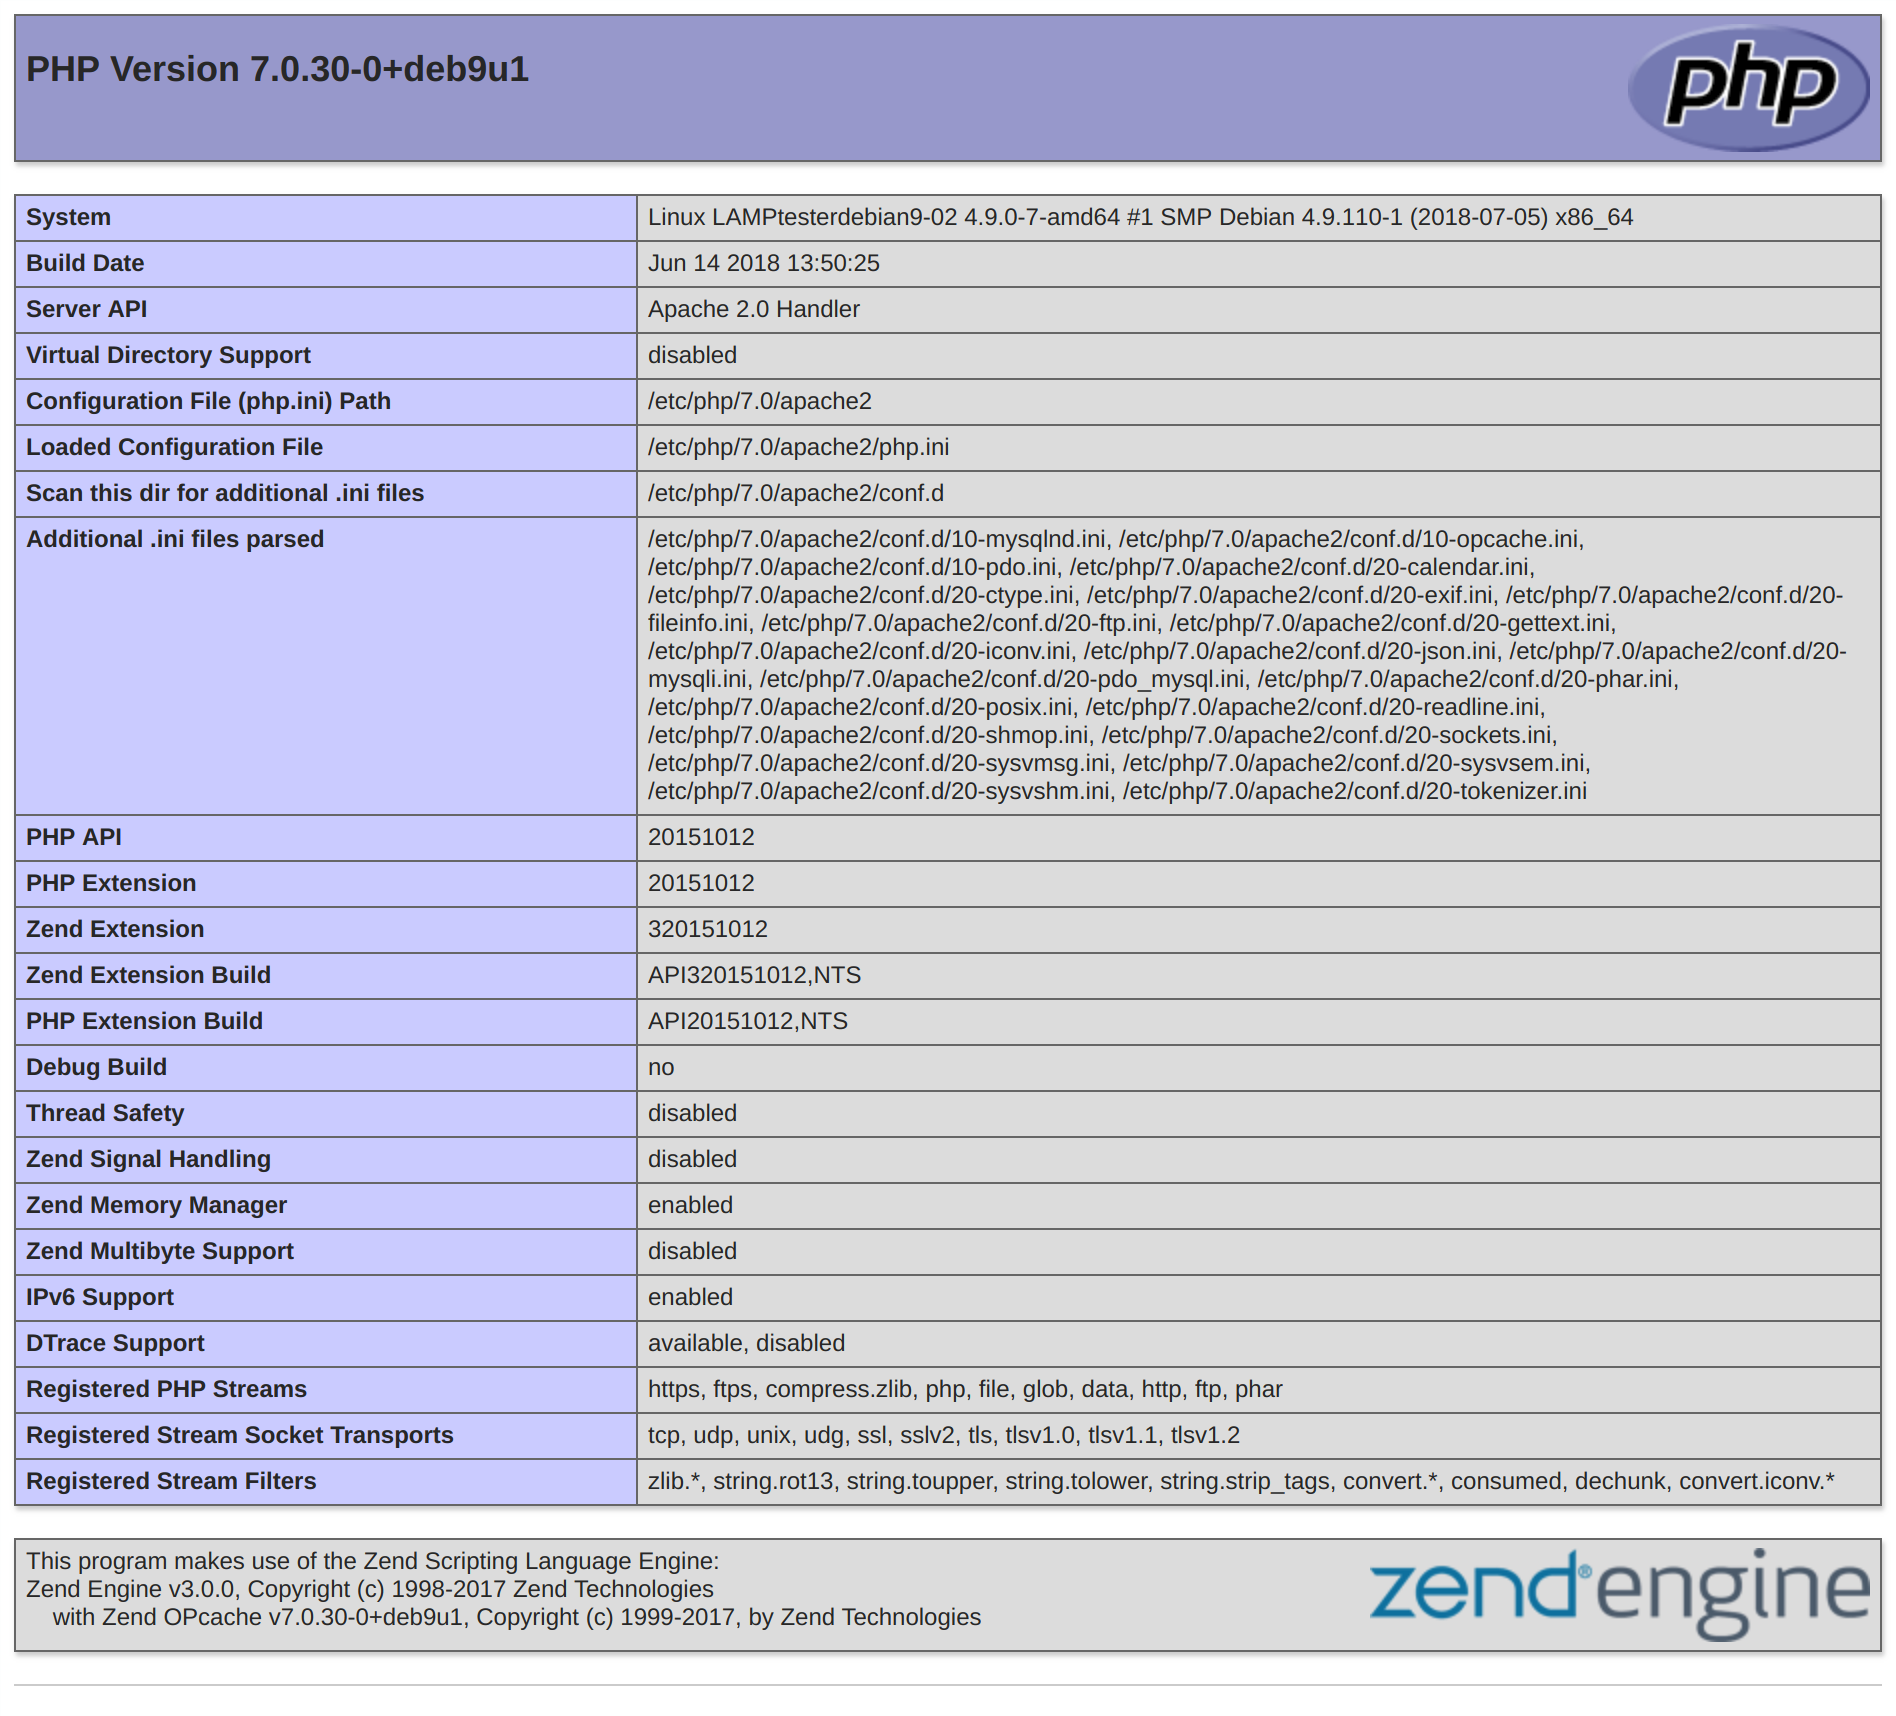 PHP Version 7.0.30-0+deb9u1
php
System Linux LAMPtesterdebian9-02 4.9.0-7-amd64 #1 SMP Debian 4.9.110-1 (2018-07-05) x86_64
Build Date Jun 14 2018 13:50:25
Server API Apache 2.0 Handler
Virtual Directory Support disabled
Configuration File (php.ini) Path /etc/php/7.0/apache2
Loaded Configuration File /etc/php/7.0/apache2/php.ini
Scan this dir for additional .ini files /etc/php/7.0/apache2/conf.d
Additional .ini files parsed /etc/php/7.0/apache2/conf.d/10-mysqlnd.ini, /etc/php/7.0/apache2/conf.d/10-opcache.ini,
/etc/php/7.0/apache2/conf.d/10-pdo.ini, /etc/php/7.0/apache2/conf.d/20-calendar.ini,
/etc/php/7.0/apache2/conf.d/20-ctype.ini, /etc/php/7.0/apache2/conf.d/20-exif.ini, /etc/php/7.0/apache2/conf.d/20-
fileinfo.ini, /etc/php/7.0/apache2/conf.d/20-ftp.ini, /etc/php/7.0/apache2/conf.d/20-gettext.ini,
/etc/php/7.0/apache2/conf.d/20-iconv.ini, /etc/php/7.0/apache2/conf.d/20-json.ini, /etc/php/7.0/apache2/conf.d/20-
mysqli.ini, /etc/php/7.0/apache2/conf.d/20-pdo_mysql.ini, /etc/php/7.0/apache2/conf.d/20-phar.ini,
/etc/php/7.0/apache2/conf.d/20-posix.ini, /etc/php/7.0/apache2/conf.d/20-readline.ini,
/etc/php/7.0/apache2/conf.d/20-shmop.ini, /etc/php/7.0/apache2/conf.d/20-sockets.ini,
/etc/php/7.0/apache2/conf.d/20-sysvmsg.ini, /etc/php/7.0/apache2/conf.d/20-sysvsem.ini,
/etc/php/7.0/apache2/conf.d/20-sysvshm.ini, /etc/php/7.0/apache2/conf.d/20-tokenizer.ini
PHP API 20151012
PHP Extension 20151012
Zend Extension 320151012
Zend Extension Build API320151012,NTS
PHP Extension Build API20151012,NTS
Debug Build no
Thread Safety disabled
Zend Signal Handling disabled
Zend Memory Manager enabled
Zend Multibyte Support disabled
IPv6 Support enabled
DTrace Support available, disabled
Registered PHP Streams https, ftps, compress.zlib, php, file, glob, data, http, ftp, phar
Registered Stream Socket Transports tcp, udp, unix, udg, ssl, sslv2, tls, tlsv1.0, tlsv1.1, tlsv1.2
Registered Stream Filters zlib.*, string.rot13, string.toupper, string.tolower, string.strip_tags, convert.*, consumed, dechunk, convert.iconv.*
This program makes use of the Zend Scripting Language Engine:
Zend Engine v3.0.0, Copyright (c) 1998-2017 Zend Technologies
with Zend OPcache v7.0.30-0+deb9u1, Copyright (c) 1999-2017, by Zend Technologies
zend®engine